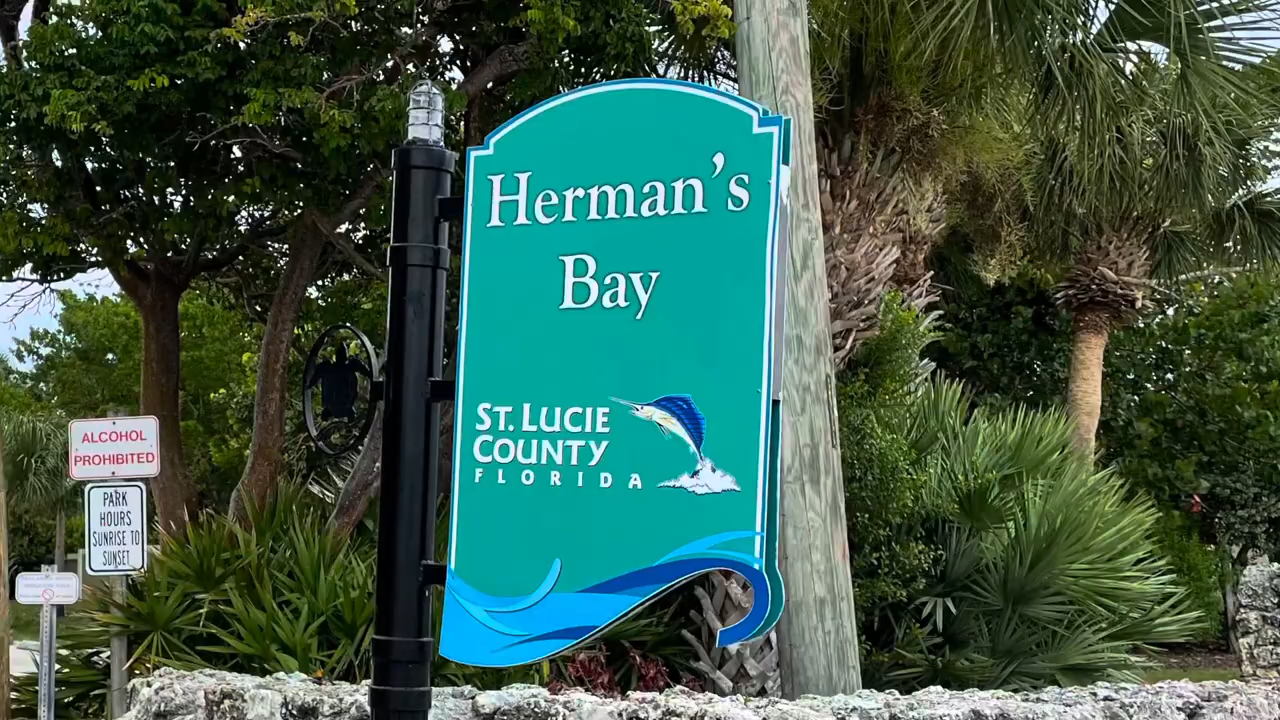 Herman's
Bay
ST. LUCIE
COUNTY
FLORIDA
ALCOHOL
PROHIBITED
PARK
HOURS
SUNRISE TO
SUNSET